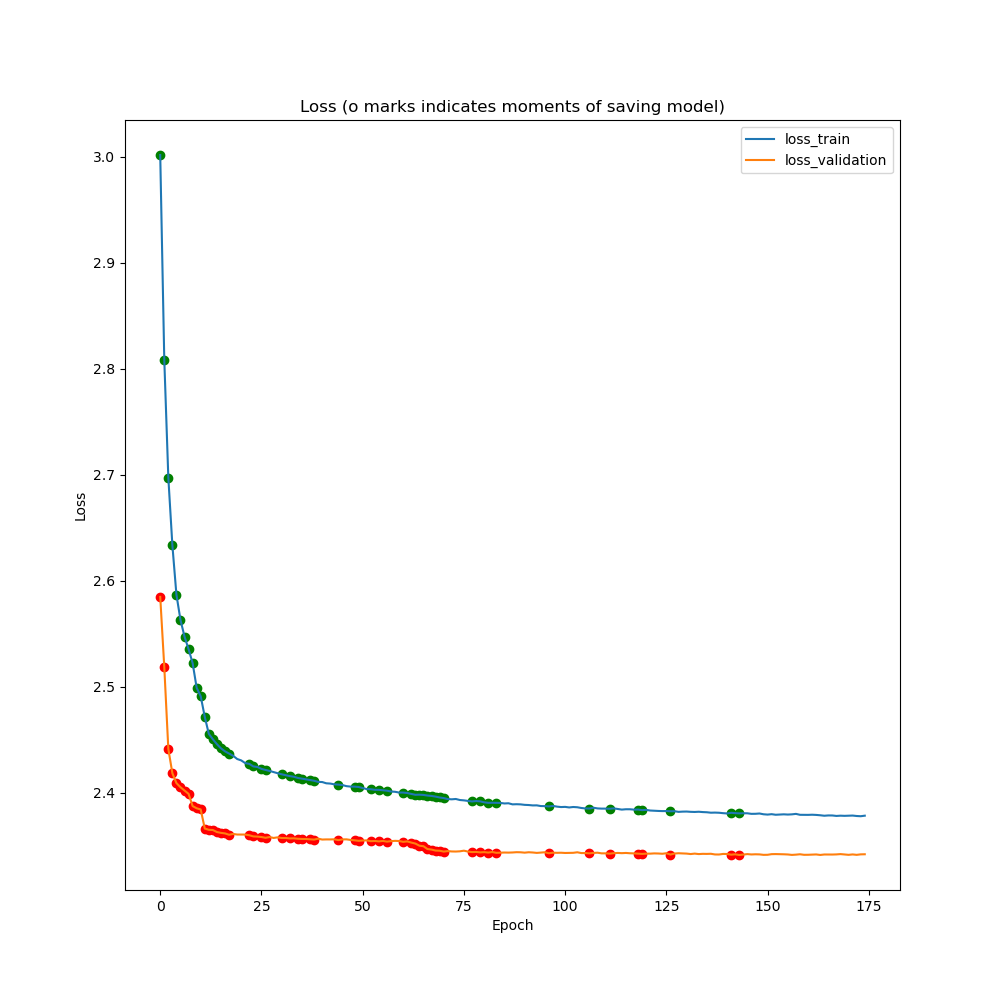 Loss (o marks indicates moments of saving model)
loss_train
loss_validation
3.0
2.9
2.8
2.7
2.6
2.5
2.4
Loss
0 25 50 75 100 125 150 175
Epoch